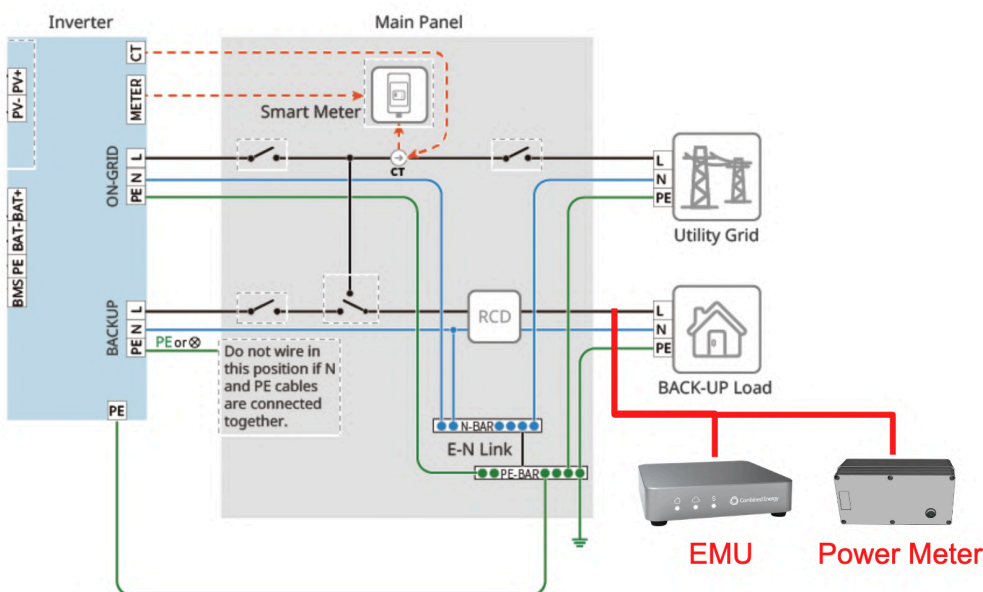 Inverter
Main Panel
CT
METER
PV- PV+
Smart Meter
CT
ON-GRID
L
PE N
L
N
PE
Utility Grid
BMS PE BAT-BAT+
BACKUP
L
PE N
PE or ⊗
RCD
L
N
PE
BACK-UP Load
Do not wire in
this position if N
and PE cables
are connected
together.
PE
N-BAR
E-N Link
PE-BAR
CombinedEnergy
EMU
Power Meter